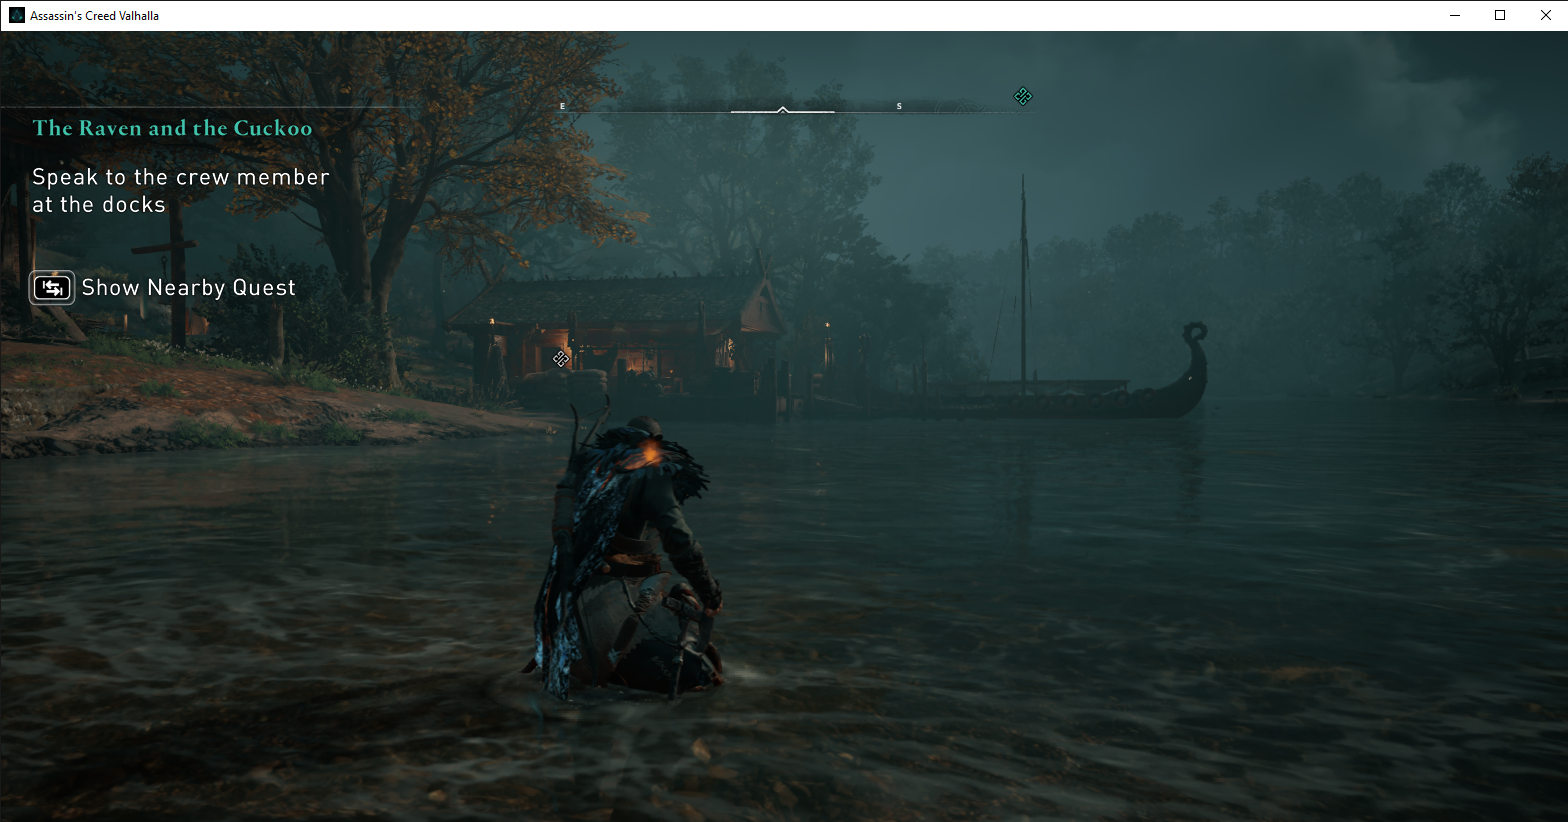 Assassin's Creed Valhalla
E
S
The Raven and the Cuckoo
Speak to the crew member
at the docks
Show Nearby Quest